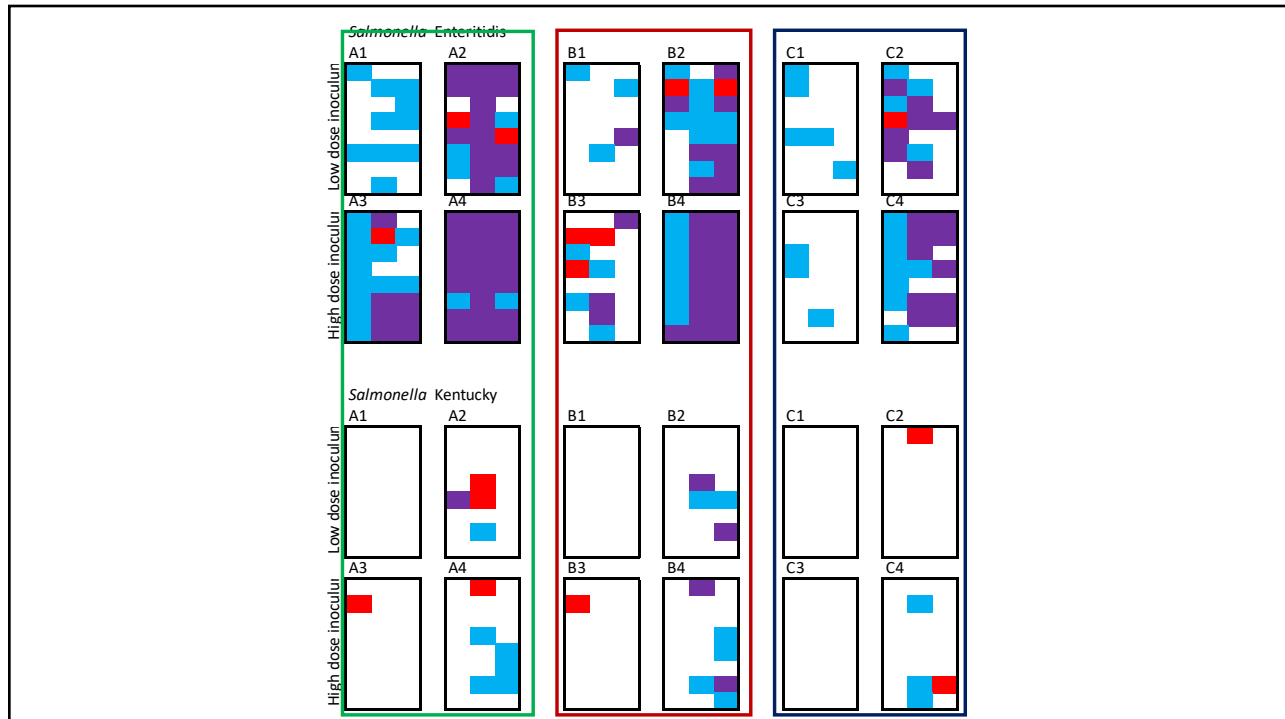 Salmonella Enteritidis
A1 A2 B1 B2 C1 C2
Low dose inoculun
A3 A4 B3 B4 C3 C4
High dose inoculur
Salmonella Kentucky
A1 A2 B1 B2 C1 C2
Low dose inoculun
A3 A4 B3 B4 C3 C4
High dose inoculur